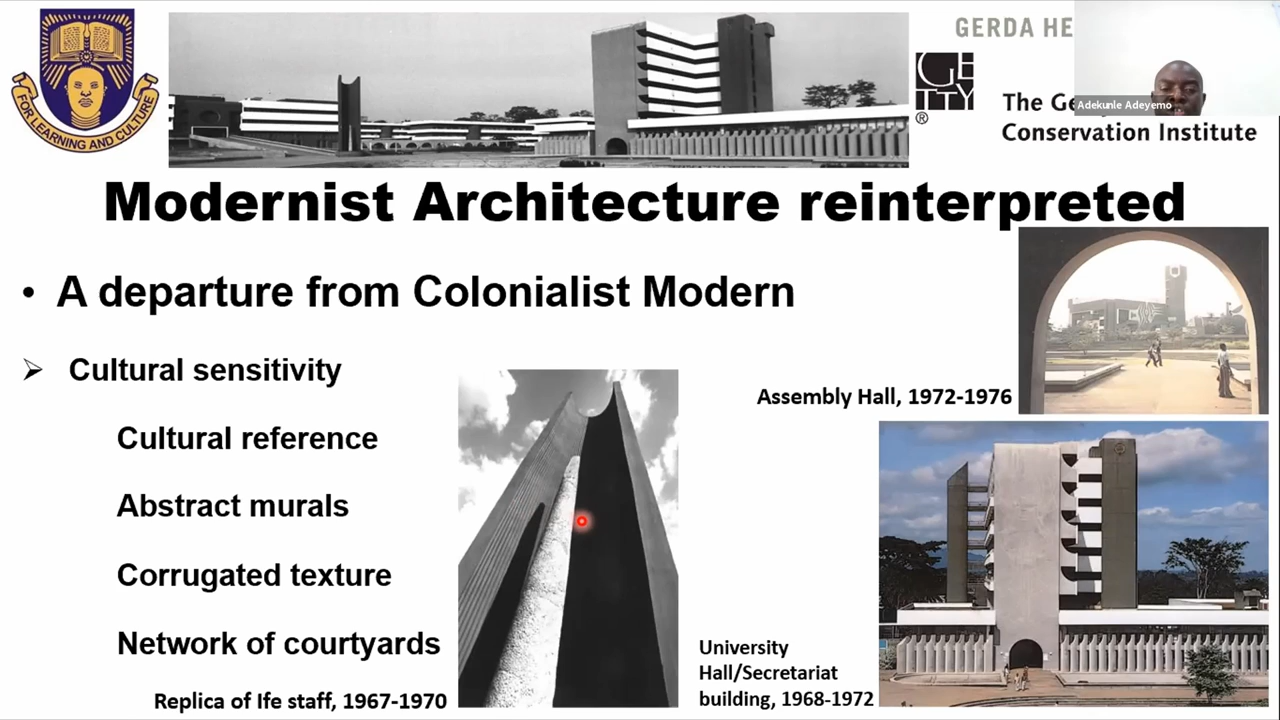 FOR LEARNING AND CULTURE
GERDA HE
GETTY
®
The Ge
Conservation Institute
Adekunle Adeyemo
Modernist Architecture reinterpreted
• A departure from Colonialist Modern
➢ Cultural sensitivity
Cultural reference
Abstract murals
Corrugated texture
Network of courtyards
Replica of Ife staff, 1967-1970
Assembly Hall, 1972-1976
University
Hall/Secretariat
building, 1968-1972